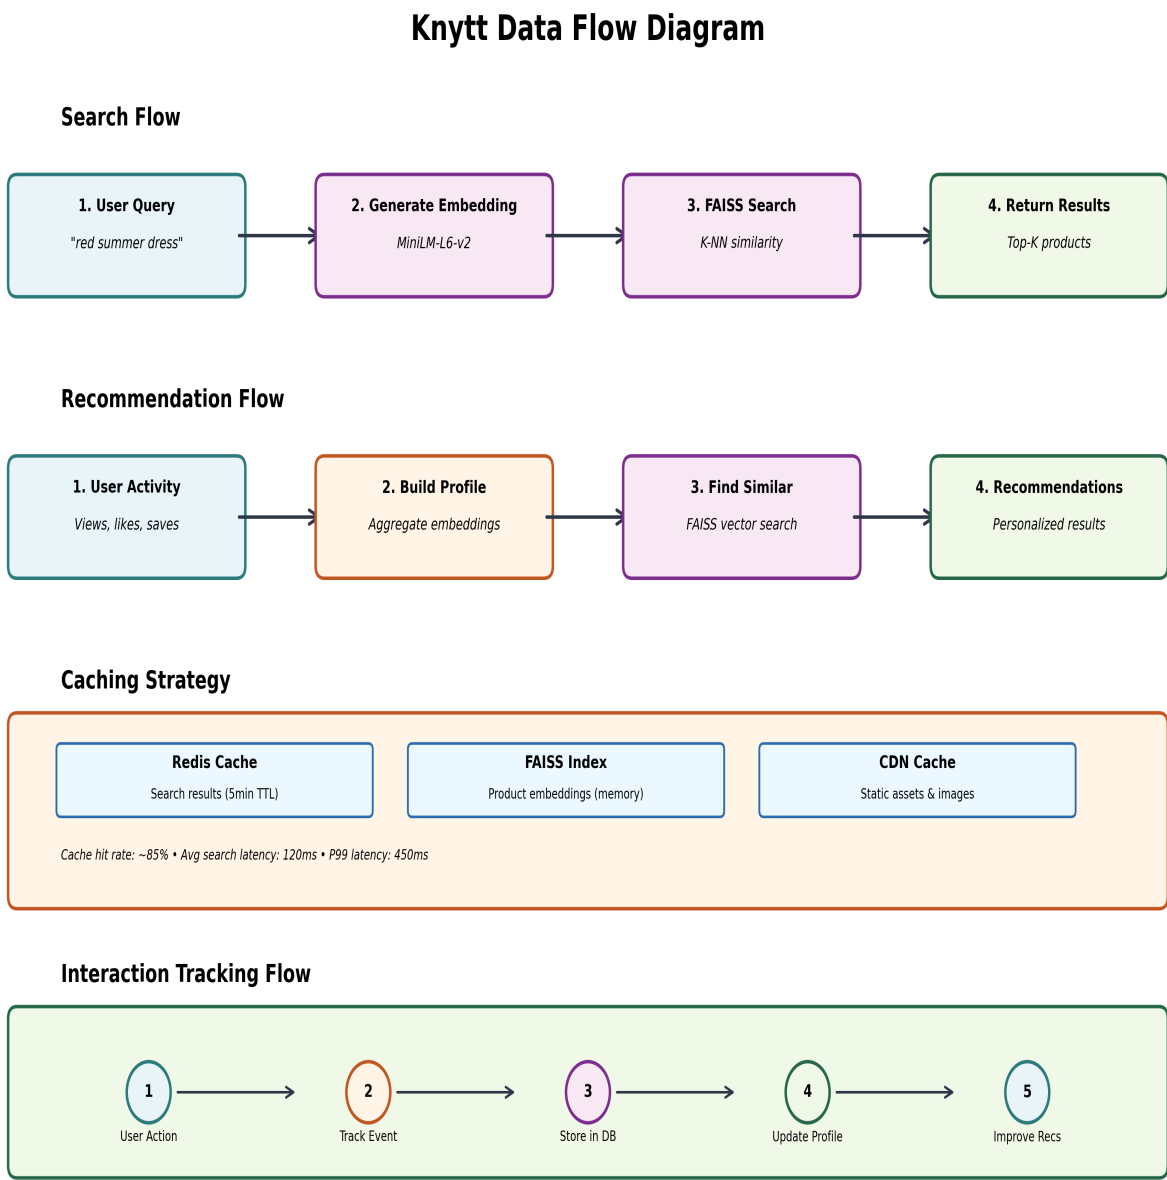 Knytt Data Flow Diagram
Search Flow
1. User Query
"red summer dress"
2. Generate Embedding
MiniLM-L6-v2
3. FAISS Search
K-NN similarity
4. Return Results
Top-K products
Recommendation Flow
1. User Activity
Views, likes, saves
2. Build Profile
Aggregate embeddings
3. Find Similar
FAISS vector search
4. Recommendations
Personalized results
Caching Strategy
Redis Cache
Search results (5min TTL)
FAISS Index
Product embeddings (memory)
CDN Cache
Static assets & images
Cache hit rate: ~85% • Avg search latency: 120ms • P99 latency: 450ms
Interaction Tracking Flow
1
User Action
2
Track Event
3
Store in DB
4
Update Profile
5
Improve Recs